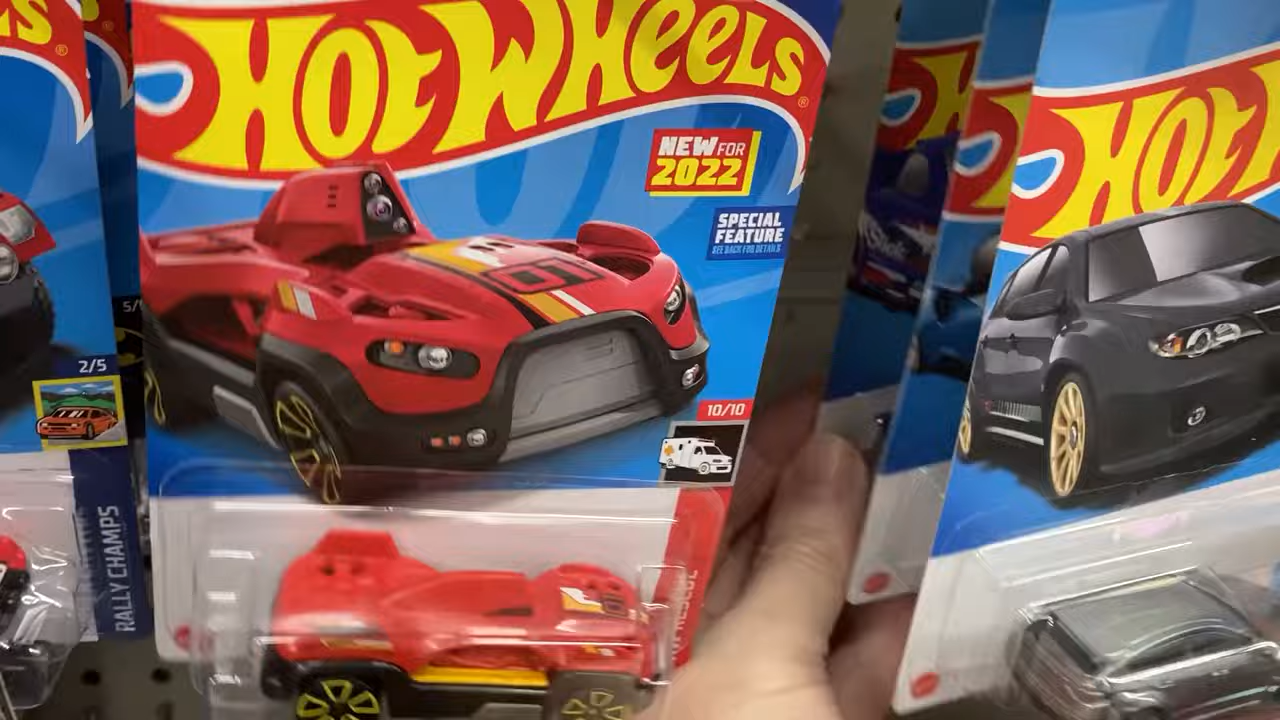 HOT WHEELS®
NEW FOR
2022
SPECIAL
FEATURE
SEE BACK FOR DETAILS
01
10/10
S®
2/5
5/
RALLY CHAMPS
HOT